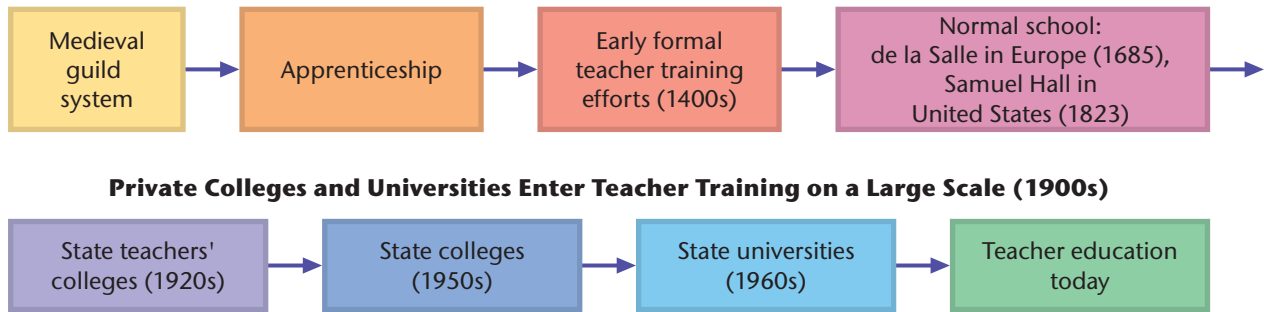 Medieval
guild
system
Apprenticeship
Early formal
teacher training
efforts (1400s)
Normal school:
de la Salle in Europe (1685),
Samuel Hall in
United States (1823)
Private Colleges and Universities Enter Teacher Training on a Large Scale (1900s)
State teachers'
colleges (1920s)
State colleges
(1950s)
State universities
(1960s)
Teacher education
today